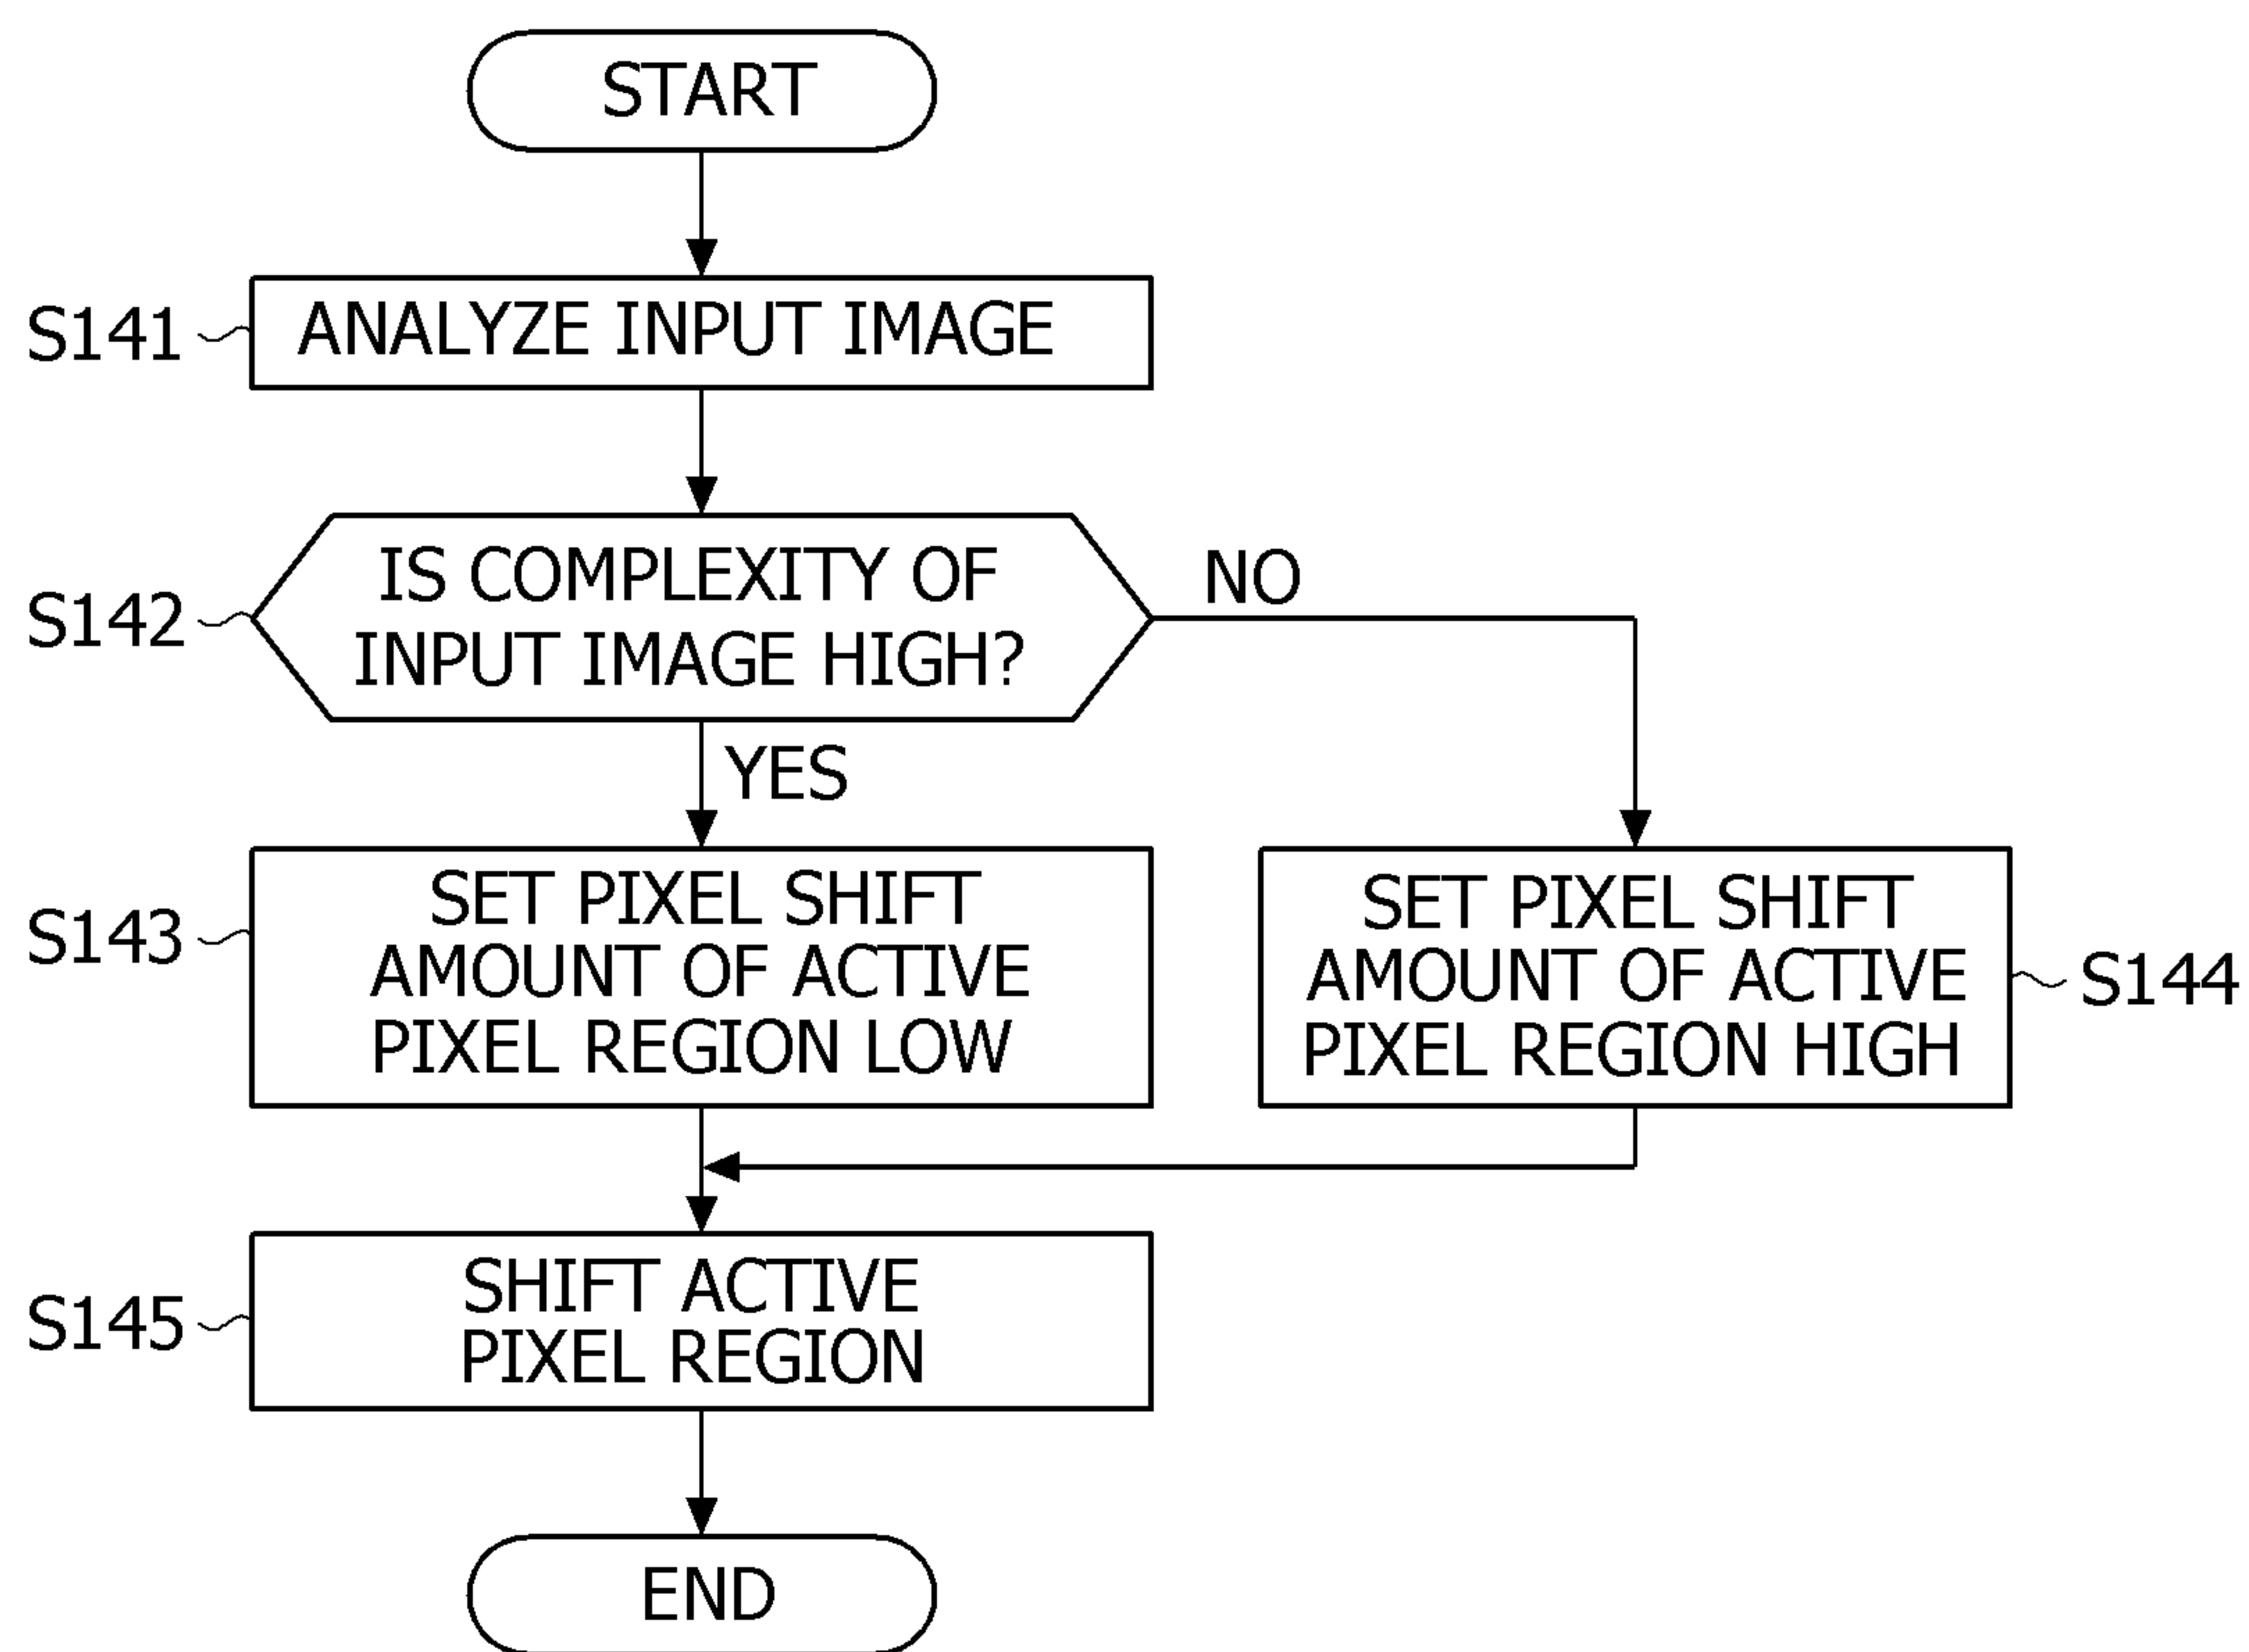 START
S141
ANALYZE INPUT IMAGE
S142
IS COMPLEXITY OF
INPUT IMAGE HIGH?
NO
YES
S143
SET PIXEL SHIFT
AMOUNT OF ACTIVE
PIXEL REGION LOW
SET PIXEL SHIFT
AMOUNT OF ACTIVE
PIXEL REGION HIGH
S144
S145
SHIFT ACTIVE
PIXEL REGION
END